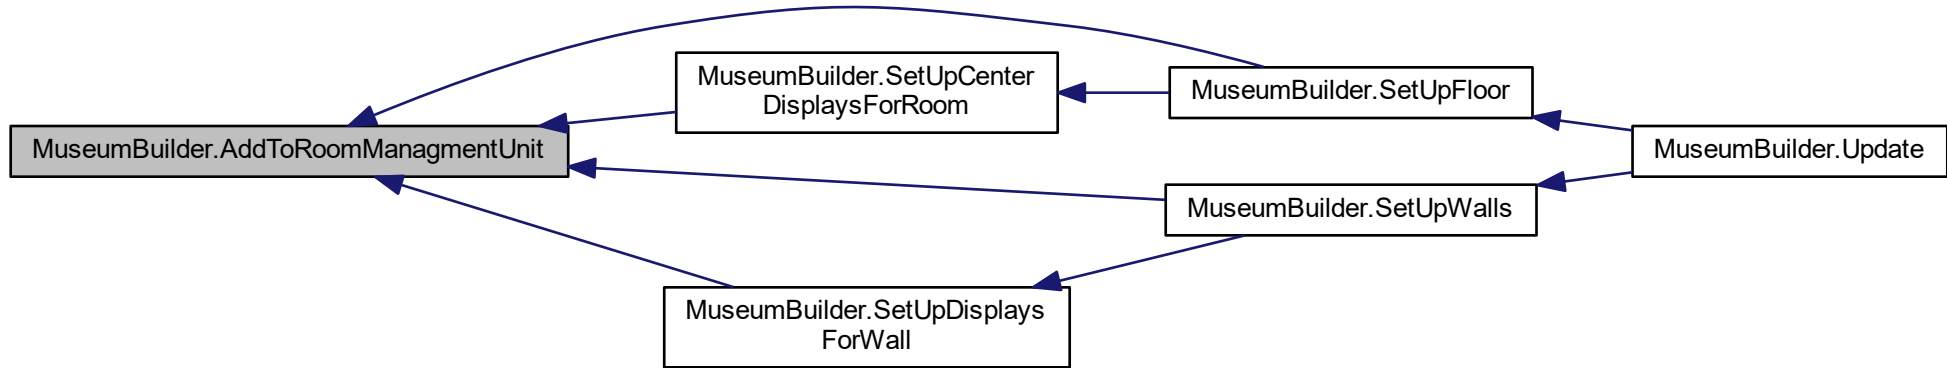 MuseumBuilder.AddToRoomManagmentUnit
MuseumBuilder.SetUpCenter
DisplaysForRoom
MuseumBuilder.SetUpFloor
MuseumBuilder.Update
MuseumBuilder.SetUpWalls
MuseumBuilder.SetUpDisplays
ForWall